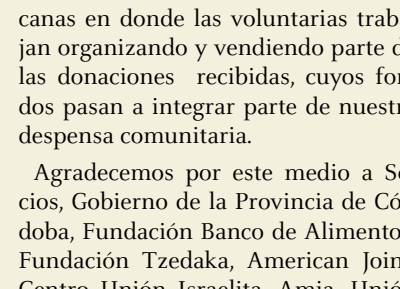 canas en donde las voluntarias trab
jan organizando y vendiendo parte d
las donaciones recibidas, cuyos fo
dos pasan a integrar parte de nuestr
despensa comunitaria.
Agradecemos por este medio a So
cios, Gobierno de la Provincia de Có
doba, Fundación Banco de Alimento
Fundación Tzedaka, American Join
Centro Unión Israelita, Amia, Unió